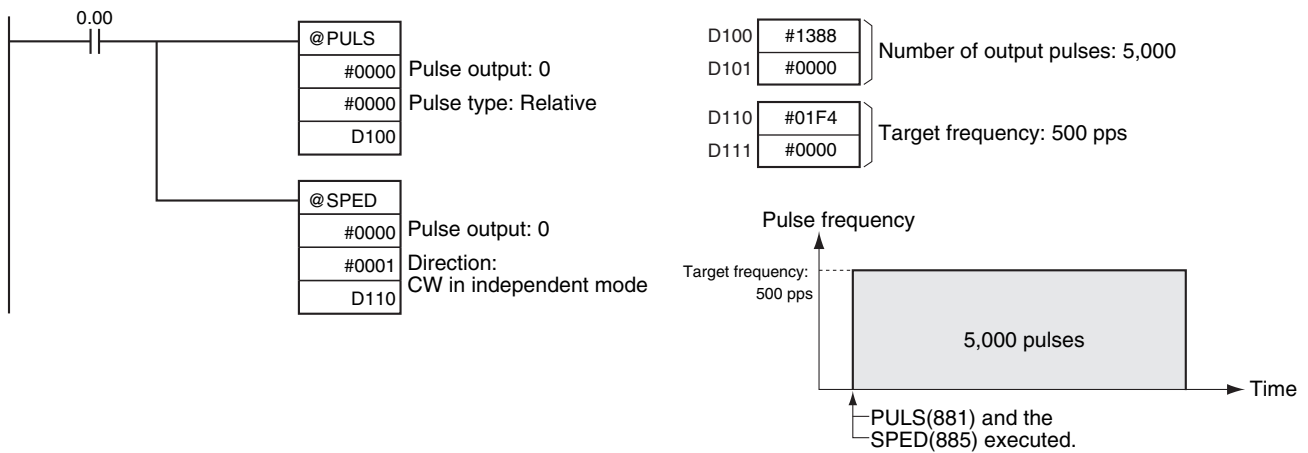 0.00
@PULS
#0000 Pulse output: 0
#0000 Pulse type: Relative
D100
@SPED
#0000 Pulse output: 0
#0001 Direction:
CW in independent mode
D110
D100 #1388
Number of output pulses: 5,000
D101 #0000
D110 #01F4
Target frequency: 500 pps
D111 #0000
Pulse frequency
Target frequency:
500 pps
5,000 pulses
Time
PULS(881) and the
SPED(885) executed.